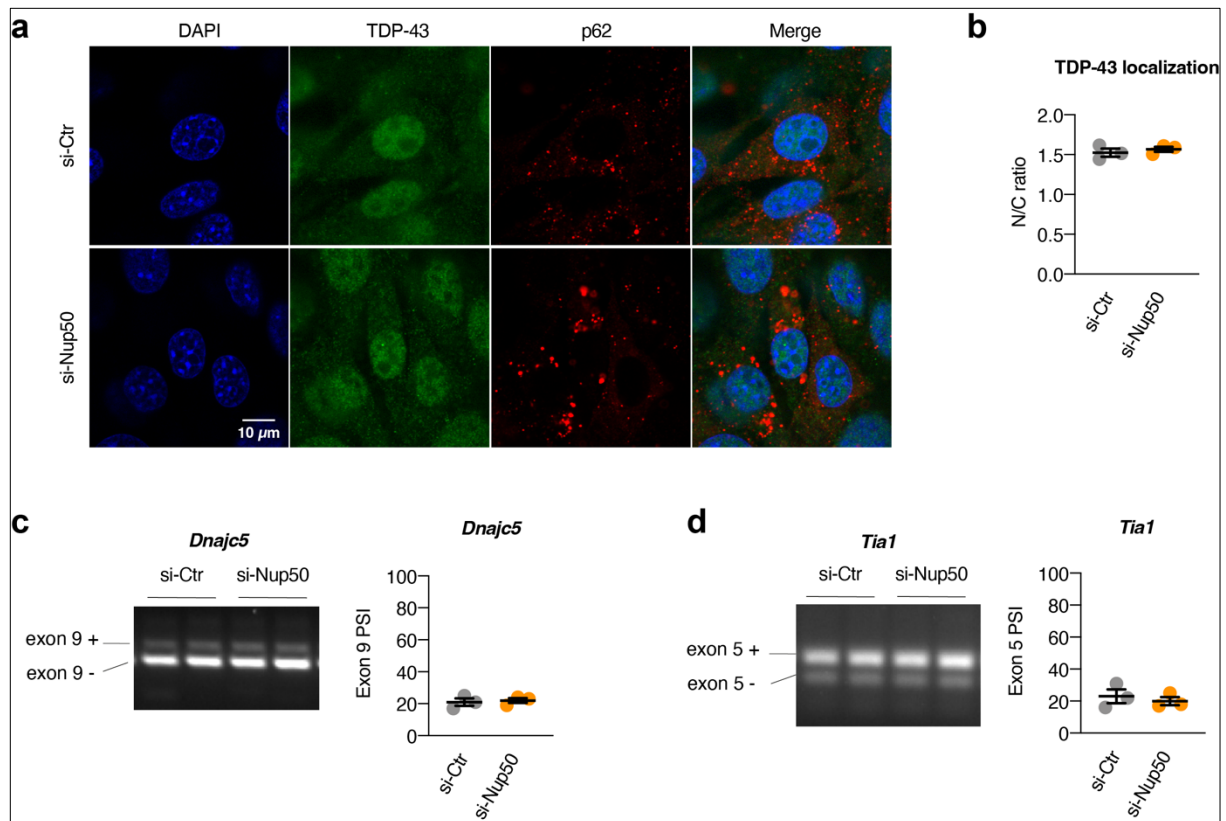 a
DAPI TDP-43 p62 Merge
si-Ctr
si-Nup50
10 µm
b
TDP-43 localization
N/C ratio
2.0
1.5
1.0
0.5
0.0
si-Ctr
si-Nup50
c
Dnajc5
si-Ctr si-Nup50
exon 9 +
exon 9 -
Dnajc5
Exon 9 PSI
100
80
60
40
20
0
si-Ctr
si-Nup50
d
Tia1
si-Ctr si-Nup50
exon 5 +
exon 5 -
Tia1
Exon 5 PSI
100
80
60
40
20
0
si-Ctr
si-Nup50